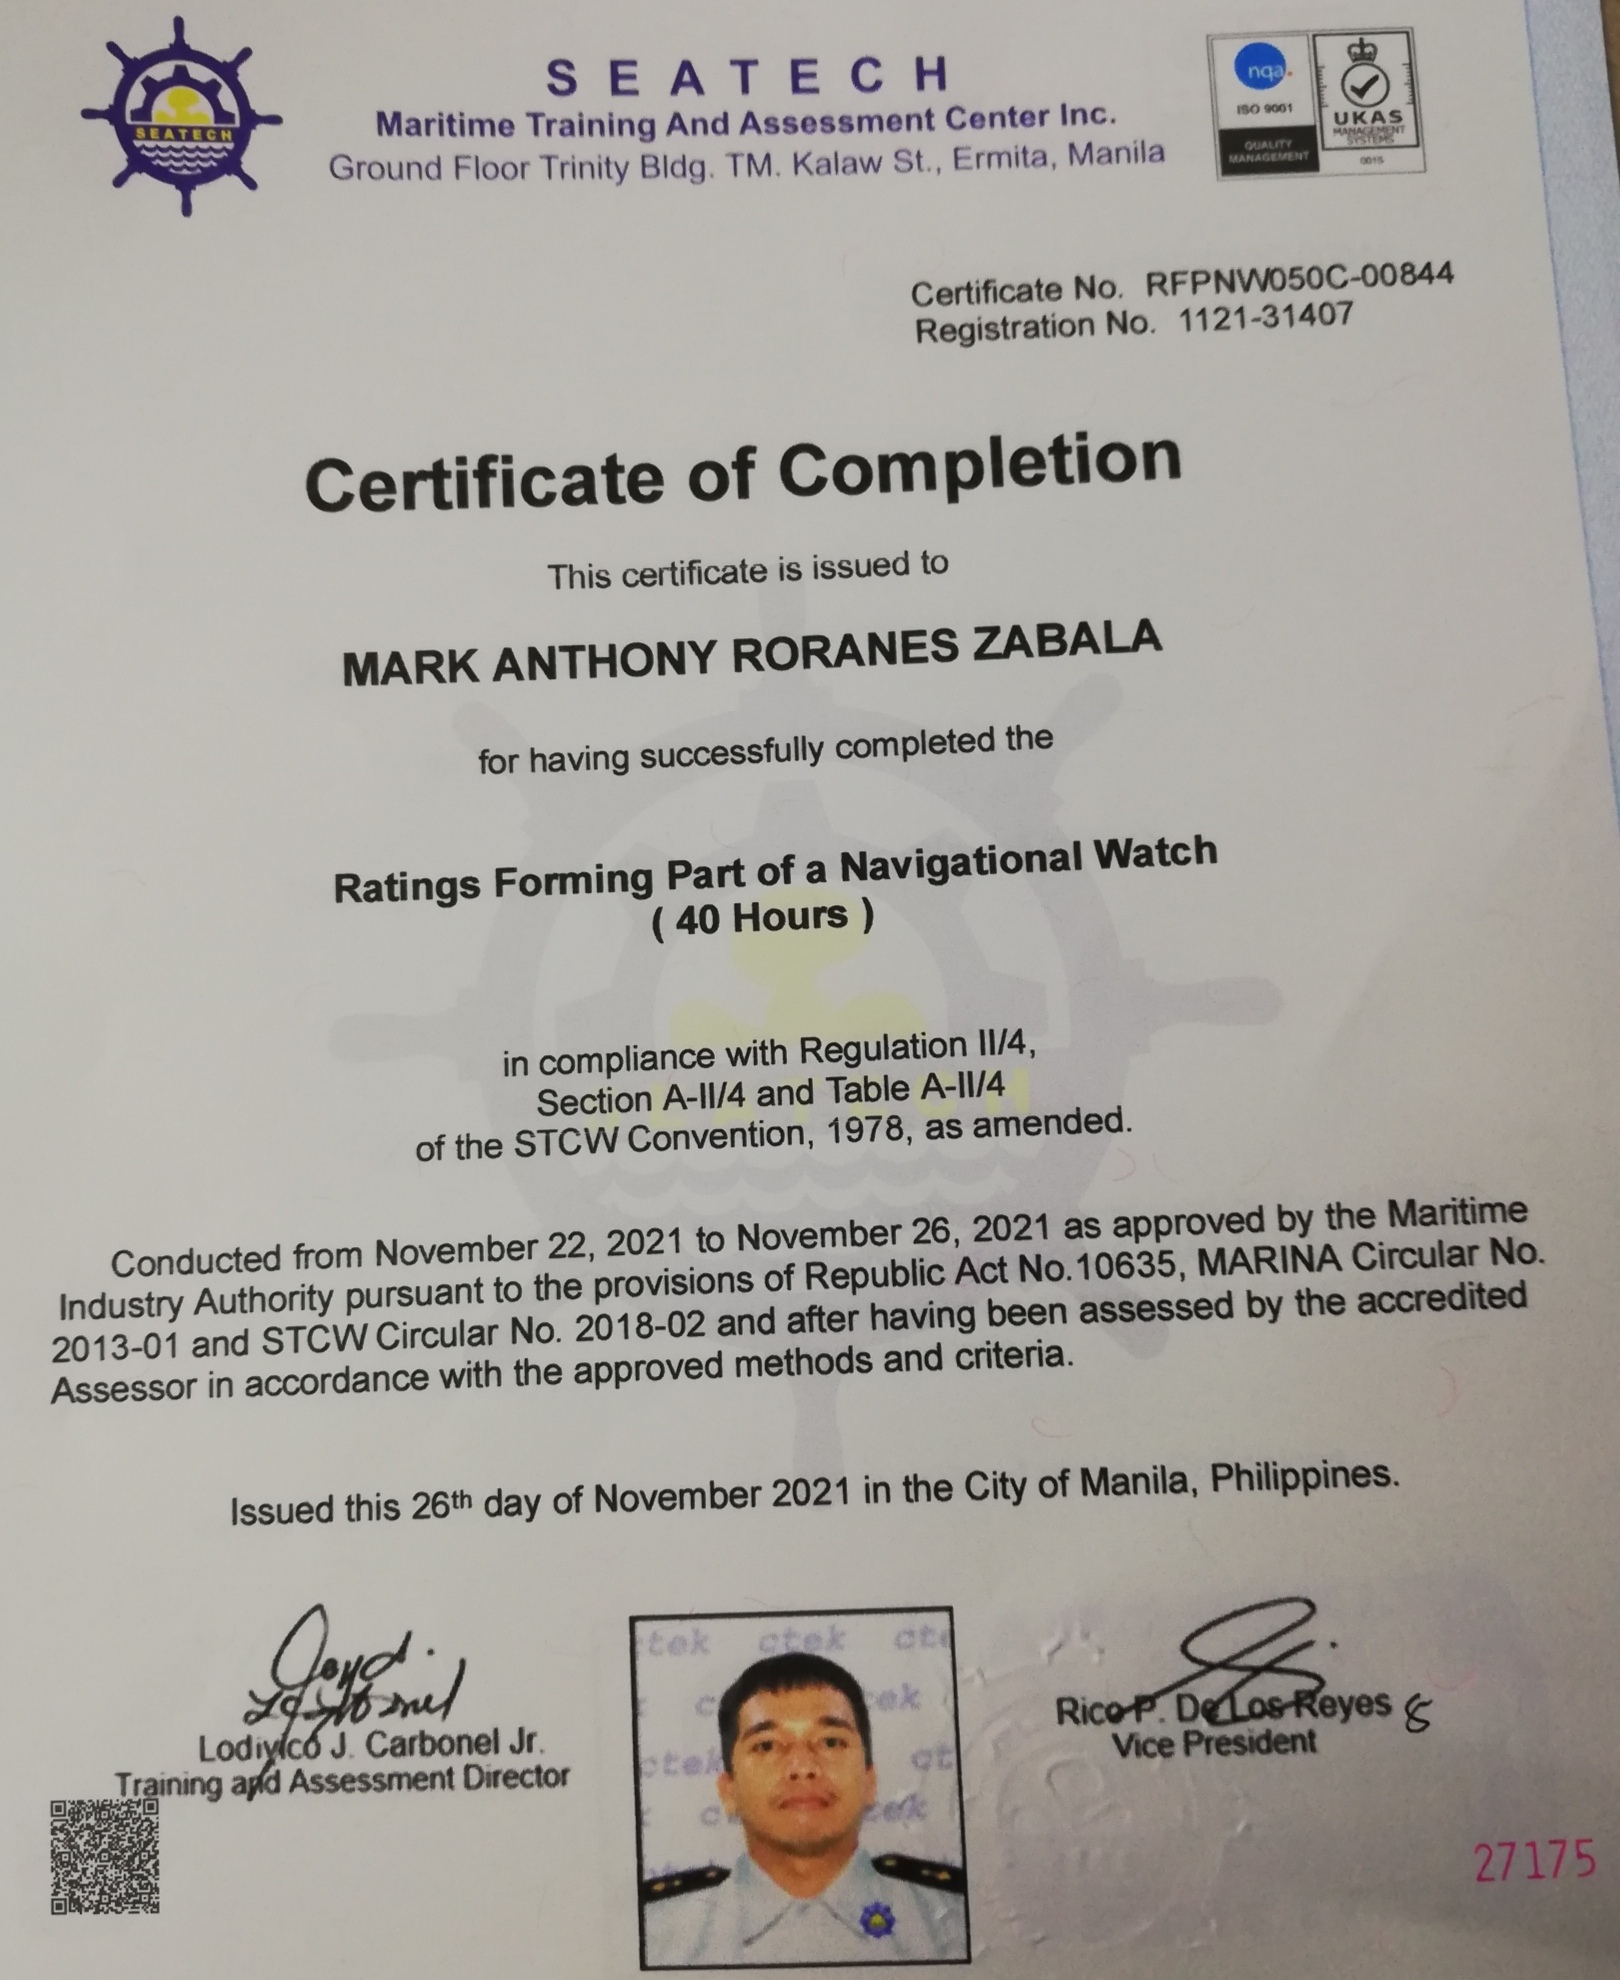 SEATECH
SEATECH
Maritime Training And Assessment Center Inc.
Ground Floor Trinity Bldg. TM. Kalaw St., Ermita, Manila
nqa.
ISO 9001
QUALITY
MANAGEMENT
UKAS
MANAGEMENT
SYSTEMS
0015
Certificate No. RFPNW050C-00844
Registration No. 1121-31407
Certificate of Completion
This certificate is issued to
MARK ANTHONY RORANES ZABALA
for having successfully completed the
Ratings Forming Part of a Navigational Watch
( 40 Hours )
in compliance with Regulation II/4,
Section A-II/4 and Table A-II/4
of the STCW Convention, 1978, as amended.
Conducted from November 22, 2021 to November 26, 2021 as approved by the Maritime
Industry Authority pursuant to the provisions of Republic Act No.10635, MARINA Circular No.
2013-01 and STCW Circular No. 2018-02 and after having been assessed by the accredited
Assessor in accordance with the approved methods and criteria.
Issued this 26th day of November 2021 in the City of Manila, Philippines.
Lodivico J. Carbonel Jr.
Training and Assessment Director
Rico P. De Los Reyes
Vice President
27175